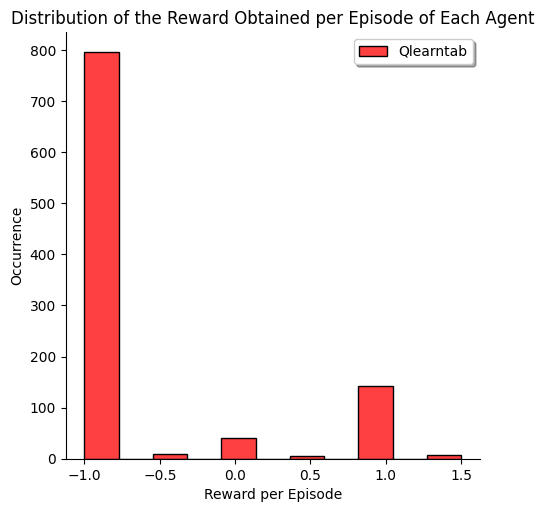 Distribution of the Reward Obtained per Episode of Each Agent
Qlearntab
800
700
600
500
400
300
200
100
0
Occurrence
−1.0 −0.5 0.0 0.5 1.0 1.5
Reward per Episode